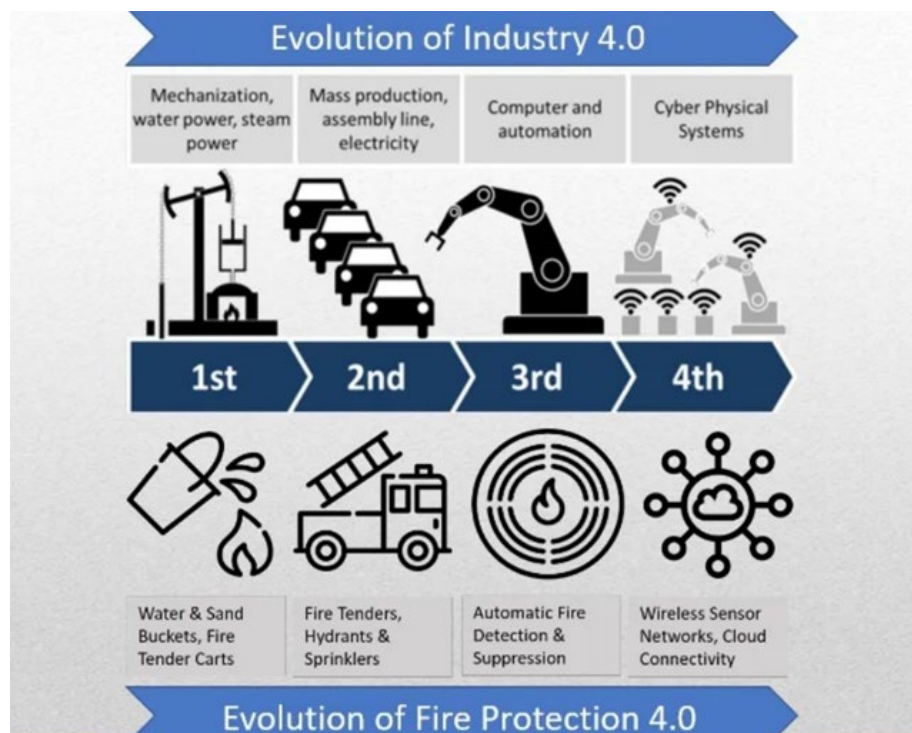 Evolution of Industry 4.0
Mechanization,
water power, steam
power
Mass production,
assembly line,
electricity
Computer and
automation
Cyber Physical
Systems
1st
2nd
3rd
4th
Water & Sand
Buckets, Fire
Tender Carts
Fire Tenders,
Hydrants &
Sprinklers
Automatic Fire
Detection &
Suppression
Wireless Sensor
Networks, Cloud
Connectivity
Evolution of Fire Protection 4.0